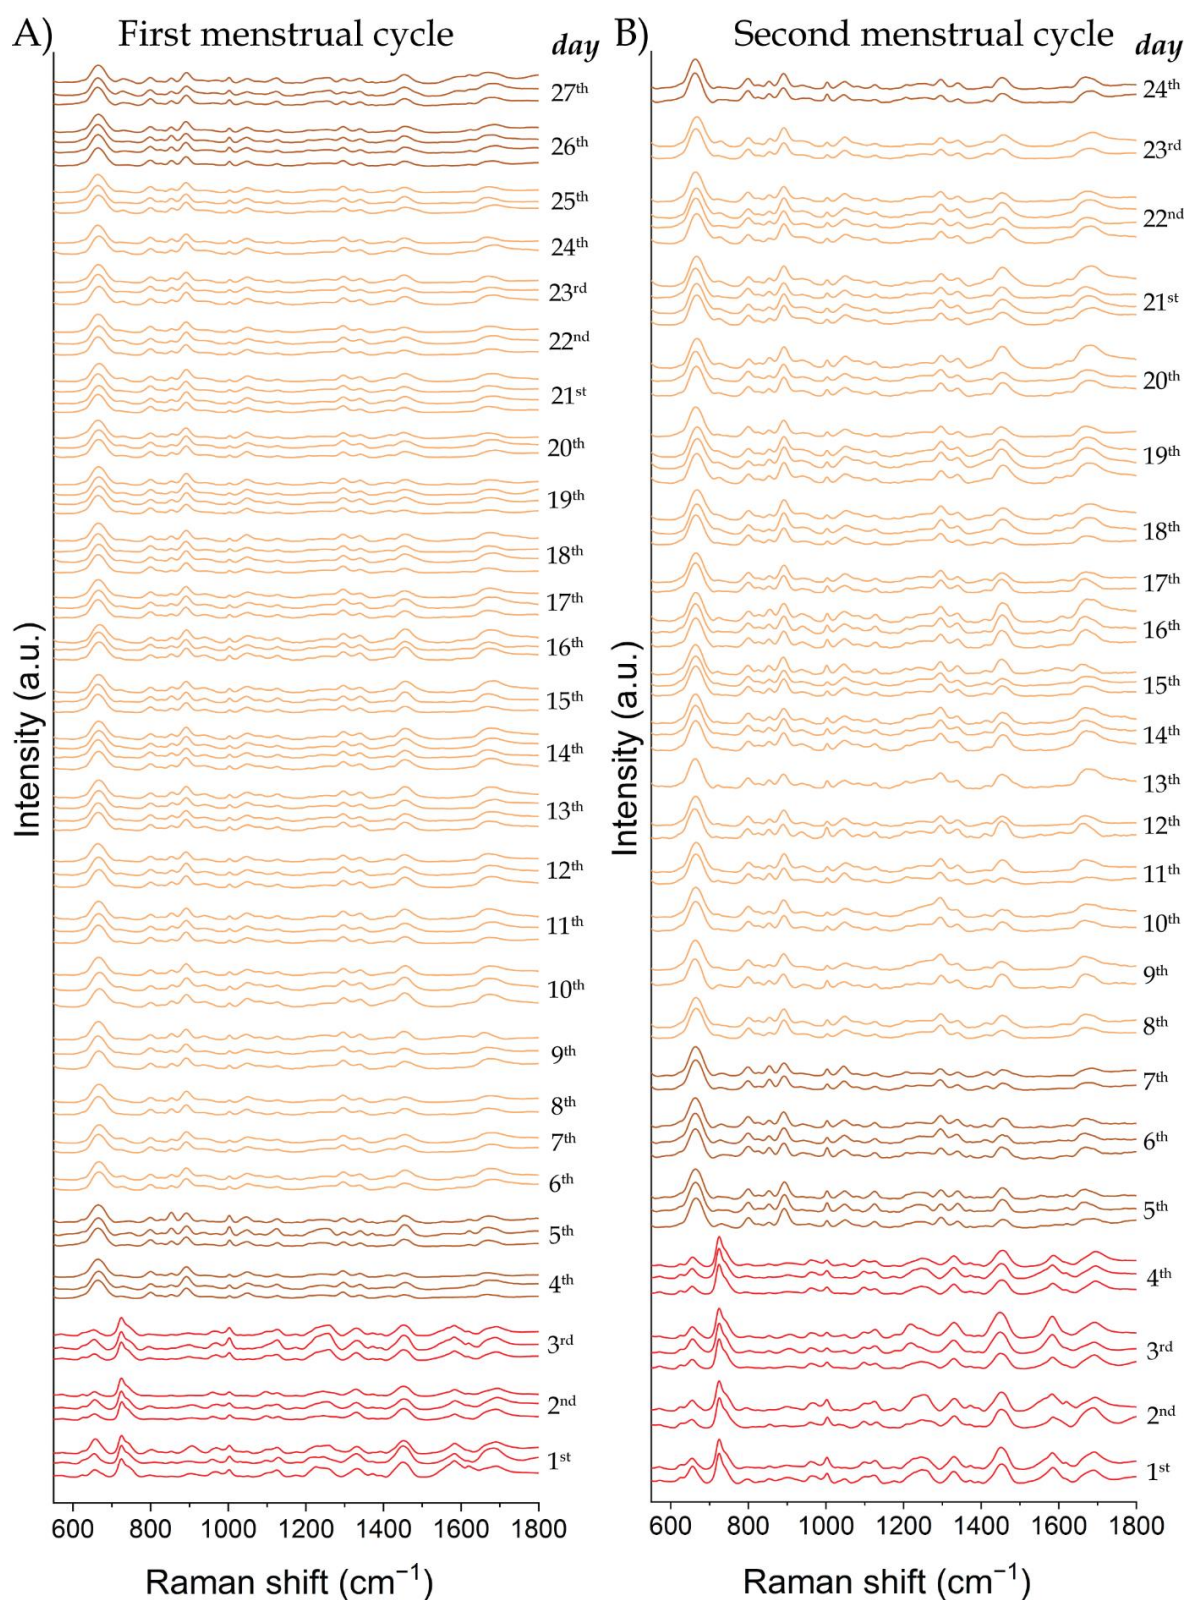 A) First menstrual cycle day
27th
26th
25th
24th
23rd
22nd
21st
20th
19th
18th
17th
16th
15th
14th
13th
12th
11th
10th
9th
8th
7th
6th
5th
4th
3rd
2nd
1st
Intensity (a.u.)
600 800 1000 1200 1400 1600 1800
Raman shift (cm⁻¹)
B) Second menstrual cycle day
24th
23rd
22nd
21st
20th
19th
18th
17th
16th
15th
14th
13th
12th
11th
10th
9th
8th
7th
6th
5th
4th
3rd
2nd
1st
Intensity (a.u.)
600 800 1000 1200 1400 1600 1800
Raman shift (cm⁻¹)